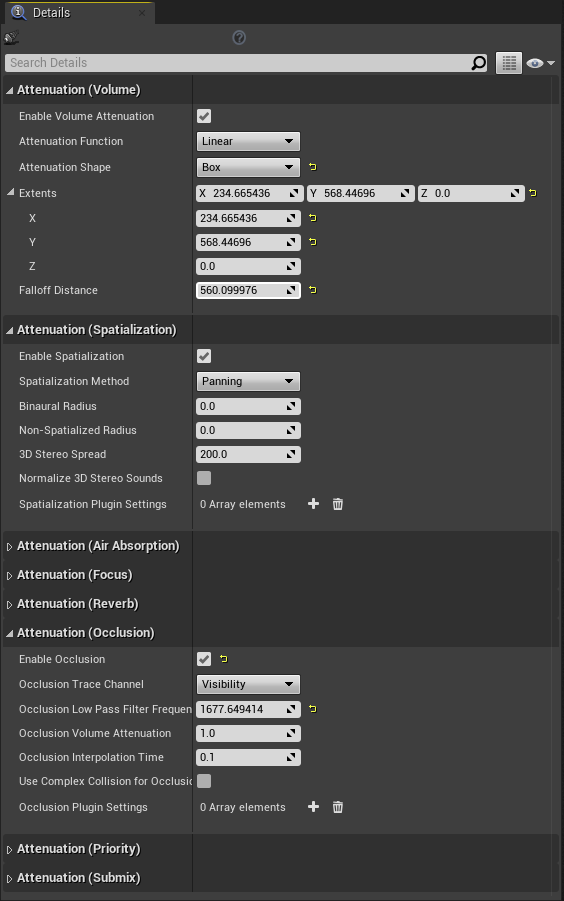 Details
Search Details
Attenuation (Volume)
Enable Volume Attenuation
Attenuation Function Linear
Attenuation Shape Box
Extents X 234.665436 Y 568.44696 Z 0.0
X 234.665436
Y 568.44696
Z 0.0
Falloff Distance 560.099976
Attenuation (Spatialization)
Enable Spatialization
Spatialization Method Panning
Binaural Radius 0.0
Non-Spatialized Radius 0.0
3D Stereo Spread 200.0
Normalize 3D Stereo Sounds
Spatialization Plugin Settings 0 Array elements
Attenuation (Air Absorption)
Attenuation (Focus)
Attenuation (Reverb)
Attenuation (Occlusion)
Enable Occlusion
Occlusion Trace Channel Visibility
Occlusion Low Pass Filter Frequen 1677.649414
Occlusion Volume Attenuation 1.0
Occlusion Interpolation Time 0.1
Use Complex Collision for Occlusic
Occlusion Plugin Settings 0 Array elements
Attenuation (Priority)
Attenuation (Submix)